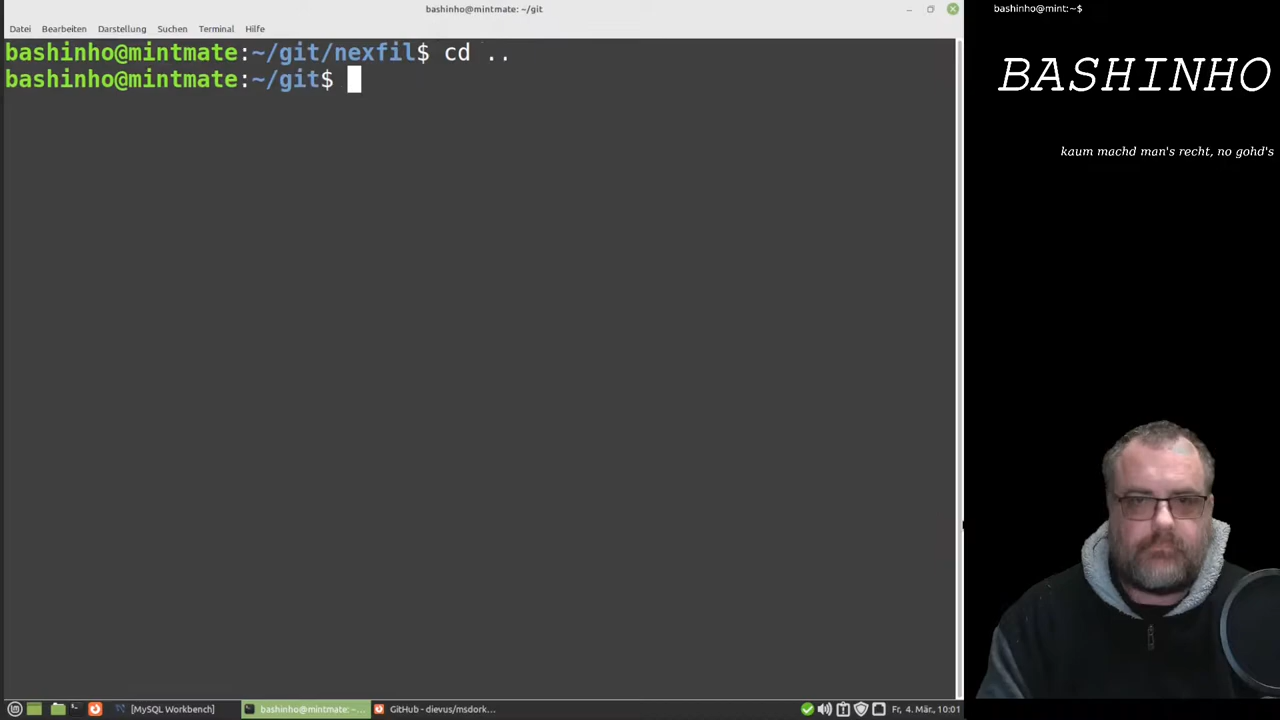 bashinho@mintmate: ~/git
Datei Bearbeiten Darstellung Suchen Terminal Hilfe
bashinho@mintmate:~/git/nexfil$ cd ..
bashinho@mintmate:~/git$
bashinho@mint:~$
BASHINHO
kaum machd man's recht, no gohd's
[MySQL Workbench] bashinho@mintmate: ~... GitHub - dievus/msdork... Fr, 4. Mär., 10:01